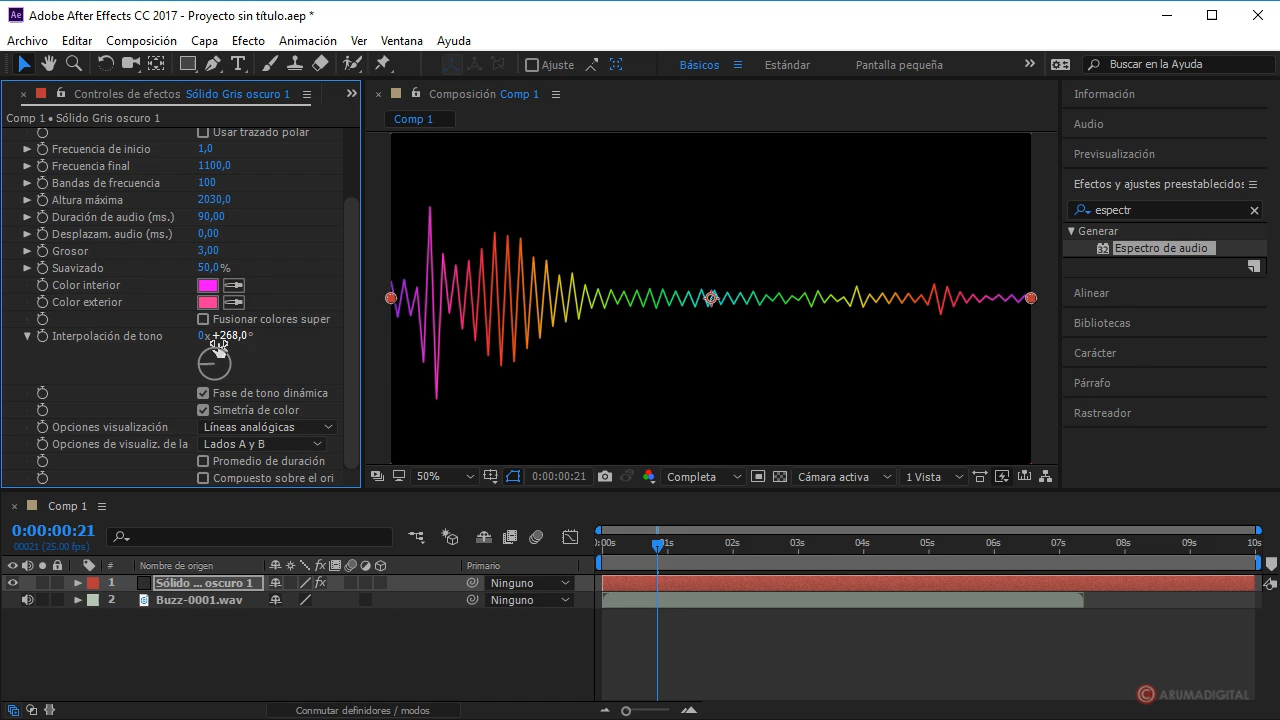 Ae Adobe After Effects CC 2017 - Proyecto sin título.aep *
Archivo Editar Composición Capa Efecto Animación Ver Ventana Ayuda
Ajuste Básicos Estándar Pantalla pequeña Buscar en la Ayuda
Controles de efectos Sólido Gris oscuro 1
Comp 1 • Sólido Gris oscuro 1
Usar trazado polar
Frecuencia de inicio 1,0
Frecuencia final 1100,0
Bandas de frecuencia 100
Altura máxima 2030,0
Duración de audio (ms.) 90,00
Desplazam. audio (ms.) 0,00
Grosor 3,00
Suavizado 50,0 %
Color interior
Color exterior
Fusionar colores super
Interpolación de tono 0x+268,0°
Fase de tono dinámica
Simetría de color
Opciones visualización Líneas analógicas
Opciones de visualiz. de la Lados A y B
Promedio de duración
Compuesto sobre el ori
Composición Comp 1
Comp 1
50% 0:00:00:21 Completa Cámara activa 1 Vista
Información
Audio
Previsualización
Efectos y ajustes preestablecidos
espectr
Generar
32 Espectro de audio
Alinear
Bibliotecas
Carácter
Párrafo
Rastreador
Comp 1
0:00:00:21
00021 (25.00 fps)
# Nombre de origen fx Primario
1 Sólido ... oscuro 1 fx Ninguno
2 Buzz-0001.wav Ninguno
:00s 01s 02s 03s 04s 05s 06s 07s 08s 09s 10s
Conmutar definidores / modos
© ARUMADIGITAL